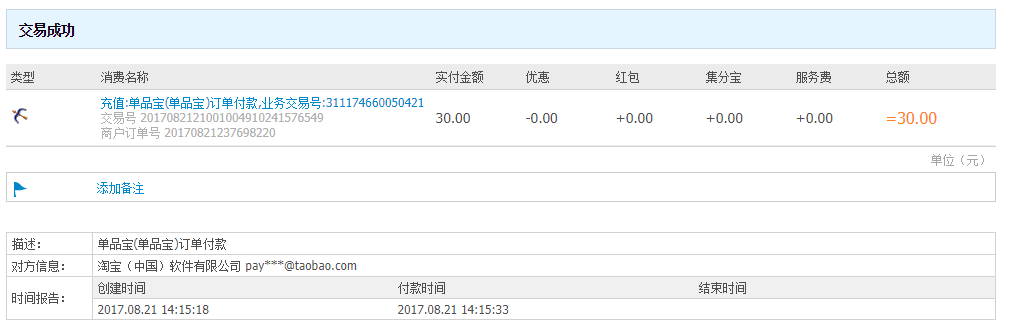 交易成功
类型 消费名称 实付金额 优惠 红包 集分宝 服务费 总额
充值:单品宝(单品宝)订单付款,业务交易号:311174660050421
交易号 2017082121001004910241576549
商户订单号 20170821237698220
30.00 -0.00 +0.00 +0.00 +0.00 =30.00
单位（元）
添加备注
描述： 单品宝(单品宝)订单付款
对方信息： 淘宝（中国）软件有限公司 pay***@taobao.com
时间报告： 创建时间 付款时间 结束时间
2017.08.21 14:15:18 2017.08.21 14:15:33